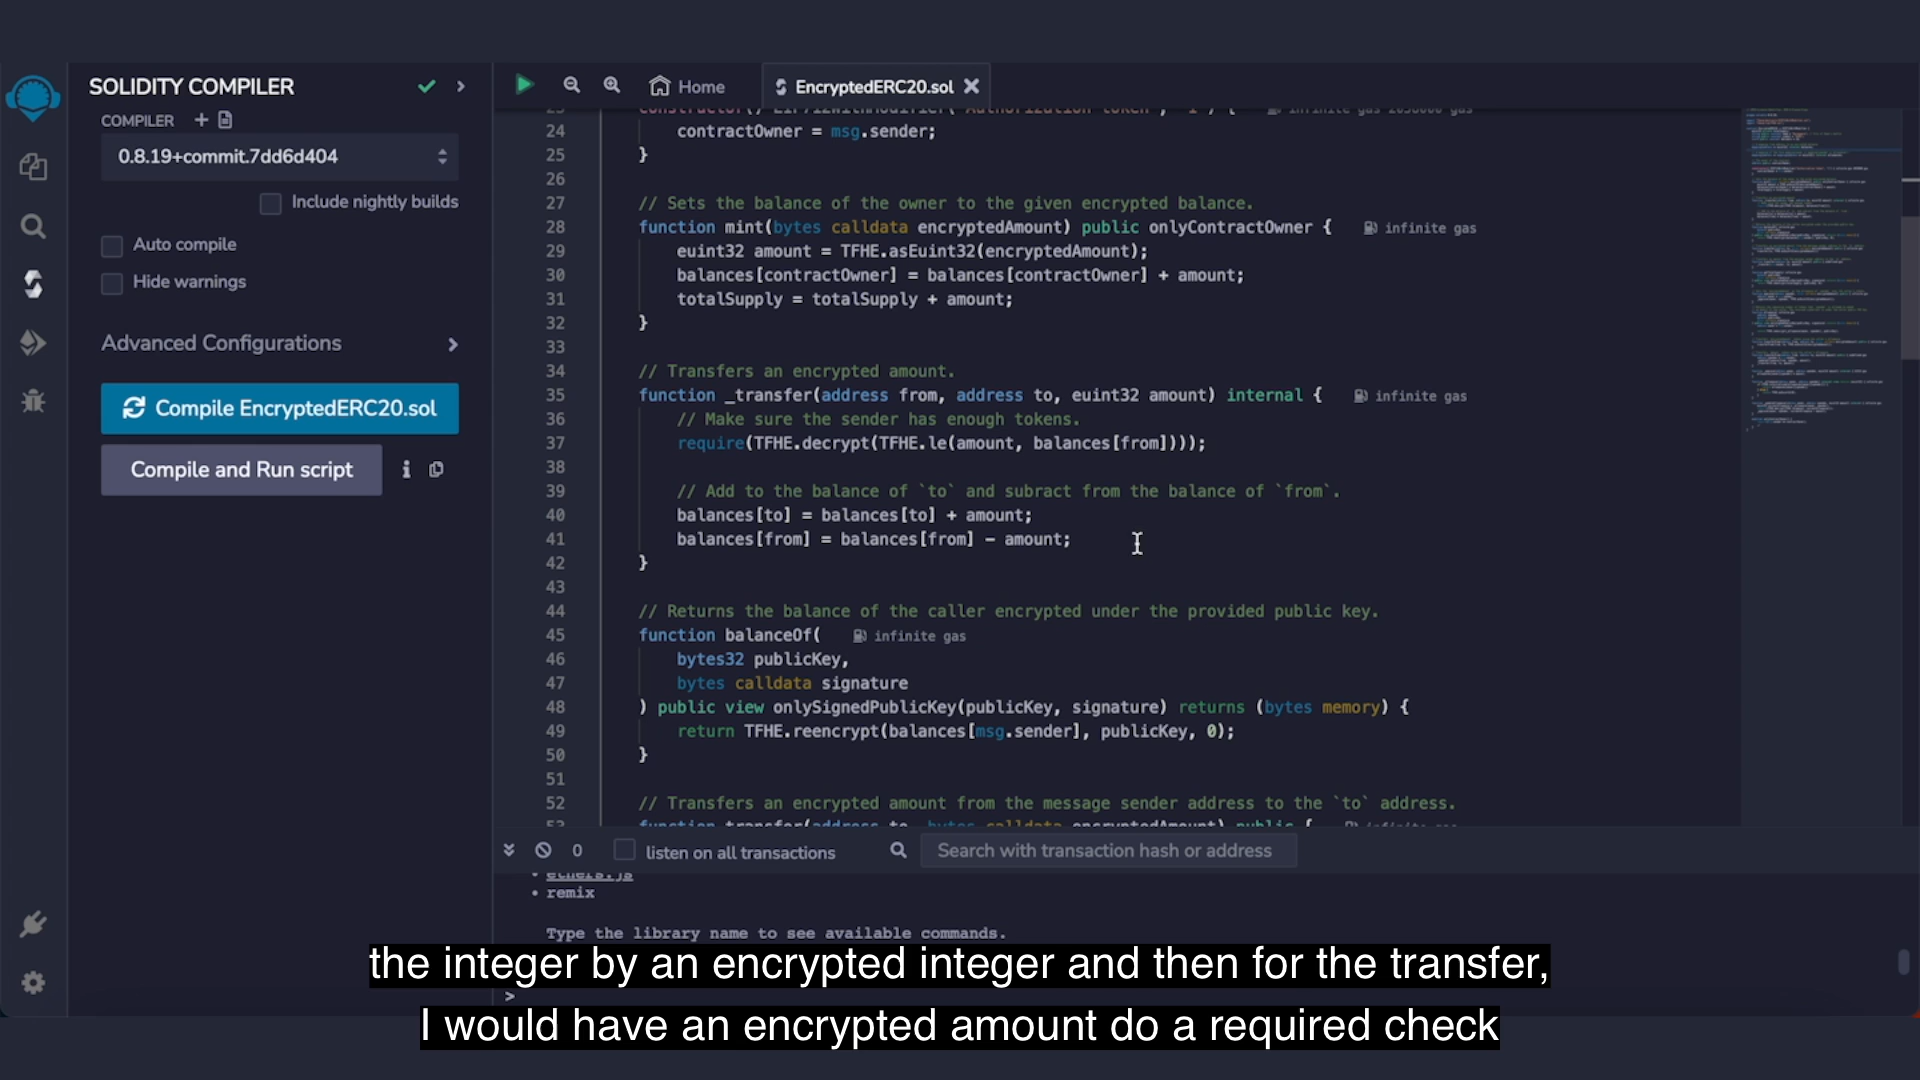 SOLIDITY COMPILER
COMPILER
0.8.19+commit.7dd6d404
Include nightly builds
Auto compile
Hide warnings
Advanced Configurations
Compile EncryptedERC20.sol
Compile and Run script
Home
EncryptedERC20.sol
24 contractOwner = msg.sender;
25 }
26
27 // Sets the balance of the owner to the given encrypted balance.
28 function mint(bytes calldata encryptedAmount) public onlyContractOwner { infinite gas
29 euint32 amount = TFHE.asEuint32(encryptedAmount);
30 balances[contractOwner] = balances[contractOwner] + amount;
31 totalSupply = totalSupply + amount;
32 }
33
34 // Transfers an encrypted amount.
35 function _transfer(address from, address to, euint32 amount) internal { infinite gas
36 // Make sure the sender has enough tokens.
37 require(TFHE.decrypt(TFHE.le(amount, balances[from])));
38
39 // Add to the balance of `to` and subract from the balance of `from`.
40 balances[to] = balances[to] + amount;
41 balances[from] = balances[from] - amount;
42 }
43
44 // Returns the balance of the caller encrypted under the provided public key.
45 function balanceOf( infinite gas
46 bytes32 publicKey,
47 bytes calldata signature
48 ) public view onlySignedPublicKey(publicKey, signature) returns (bytes memory) {
49 return TFHE.reencrypt(balances[msg.sender], publicKey, 0);
50 }
51
52 // Transfers an encrypted amount from the message sender address to the `to` address.
53 function transfer(address to, bytes calldata encryptedAmount) public {
0
listen on all transactions
Search with transaction hash or address
• ethers.js
• remix
Type the library name to see available commands.
>
the integer by an encrypted integer and then for the transfer,
I would have an encrypted amount do a required check